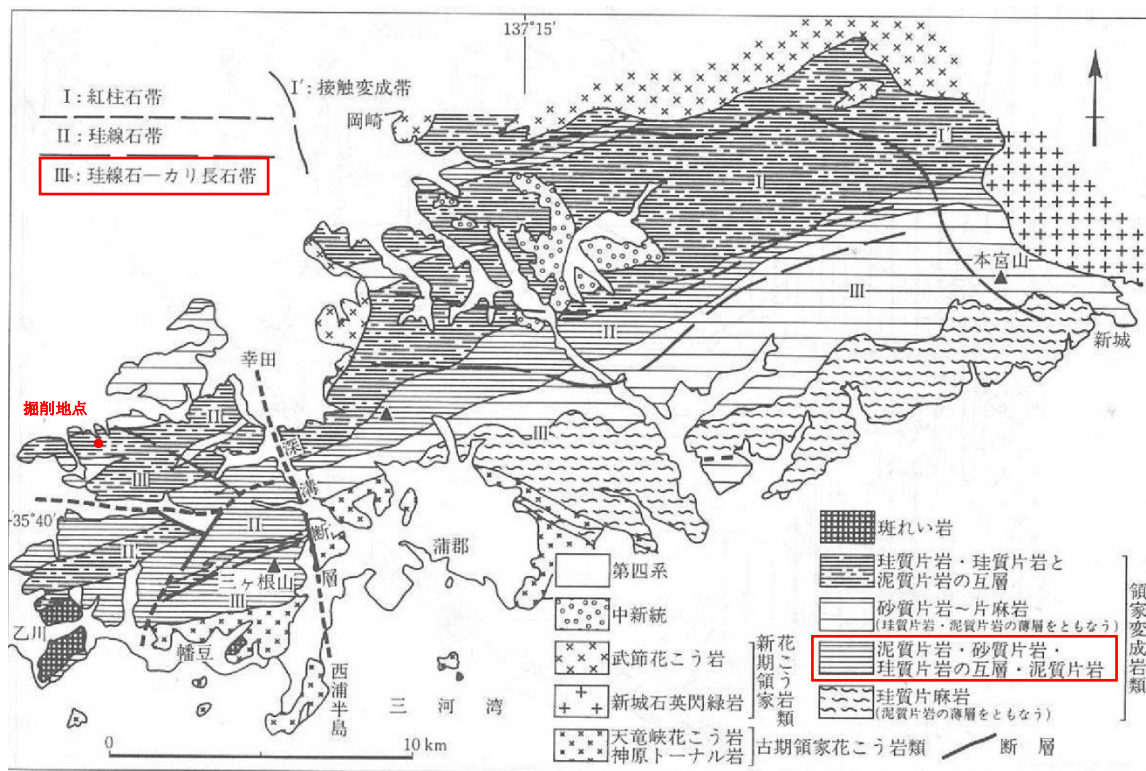 137°15′
Ⅰ：紅柱石帯
Ⅱ：珪線石帯
Ⅲ：珪線石―カリ長石帯
Ⅰ′：接触変成帯
岡崎
Ⅰ′
Ⅱ
本宮山
Ⅲ
新城
Ⅱ
幸田
掘削地点
Ⅱ
Ⅲ
深溝断層
Ⅲ
35°40′
Ⅱ
Ⅱ
三ヶ根山
Ⅲ
蒲郡
乙川
幡豆
西浦半島
三河湾
0
10 km
第四系
中新統
武節花こう岩
新城石英閃緑岩
新期領家花こう岩類
天竜峡花こう岩
神原トーナル岩
古期領家花こう岩類
斑れい岩
珪質片岩・珪質片岩と
泥質片岩の互層
砂質片岩～片麻岩
(珪質片岩・泥質片岩の薄層をともなう)
泥質片岩・砂質片岩・
珪質片岩の互層・泥質片岩
珪質片麻岩
(泥質片岩の薄層をともなう)
領家変成岩類
断層